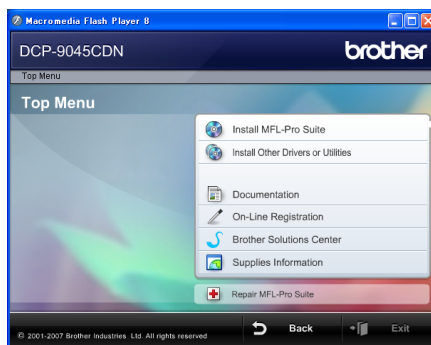 Macromedia Flash Player 8
DCP-9045CDN
brother
Top Menu
Top Menu
Install MFL-Pro Suite
Install Other Drivers or Utilities
Documentation
On-Line Registration
Brother Solutions Center
Supplies Information
Repair MFL-Pro Suite
© 2001-2007 Brother Industries Ltd. All rights reserved
Back
Exit